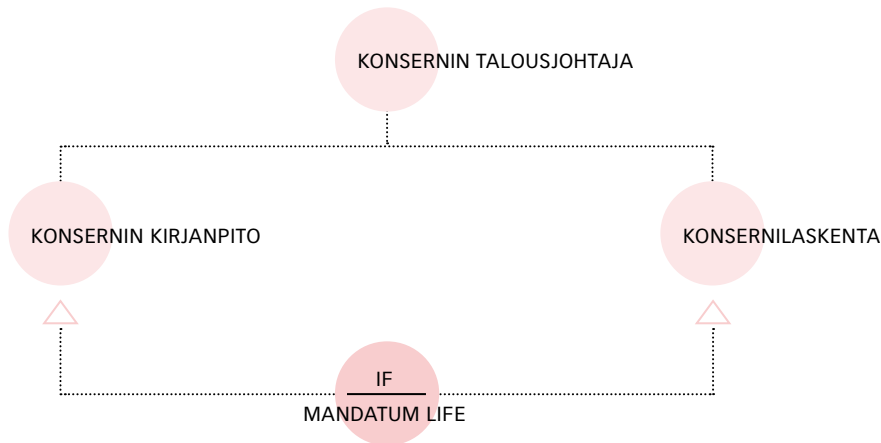 KONSERNIN TALOUSJOHTAJA
KONSERNIN KIRJANPITO
KONSERNILASKENTA
IF
MANDATUM LIFE